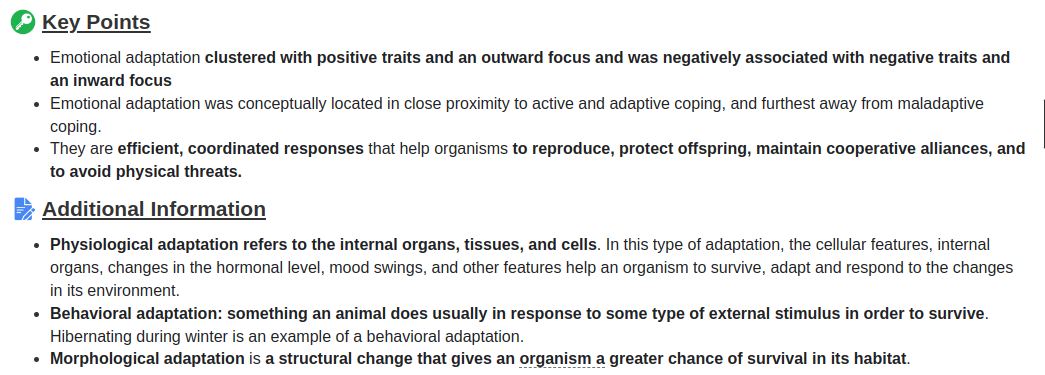 Key Points
• Emotional adaptation clustered with positive traits and an outward focus and was negatively associated with negative traits and
an inward focus
• Emotional adaptation was conceptually located in close proximity to active and adaptive coping, and furthest away from maladaptive
coping.
• They are efficient, coordinated responses that help organisms to reproduce, protect offspring, maintain cooperative alliances, and
to avoid physical threats.
Additional Information
• Physiological adaptation refers to the internal organs, tissues, and cells. In this type of adaptation, the cellular features, internal
organs, changes in the hormonal level, mood swings, and other features help an organism to survive, adapt and respond to the changes
in its environment.
• Behavioral adaptation: something an animal does usually in response to some type of external stimulus in order to survive.
Hibernating during winter is an example of a behavioral adaptation.
• Morphological adaptation is a structural change that gives an organism a greater chance of survival in its habitat.